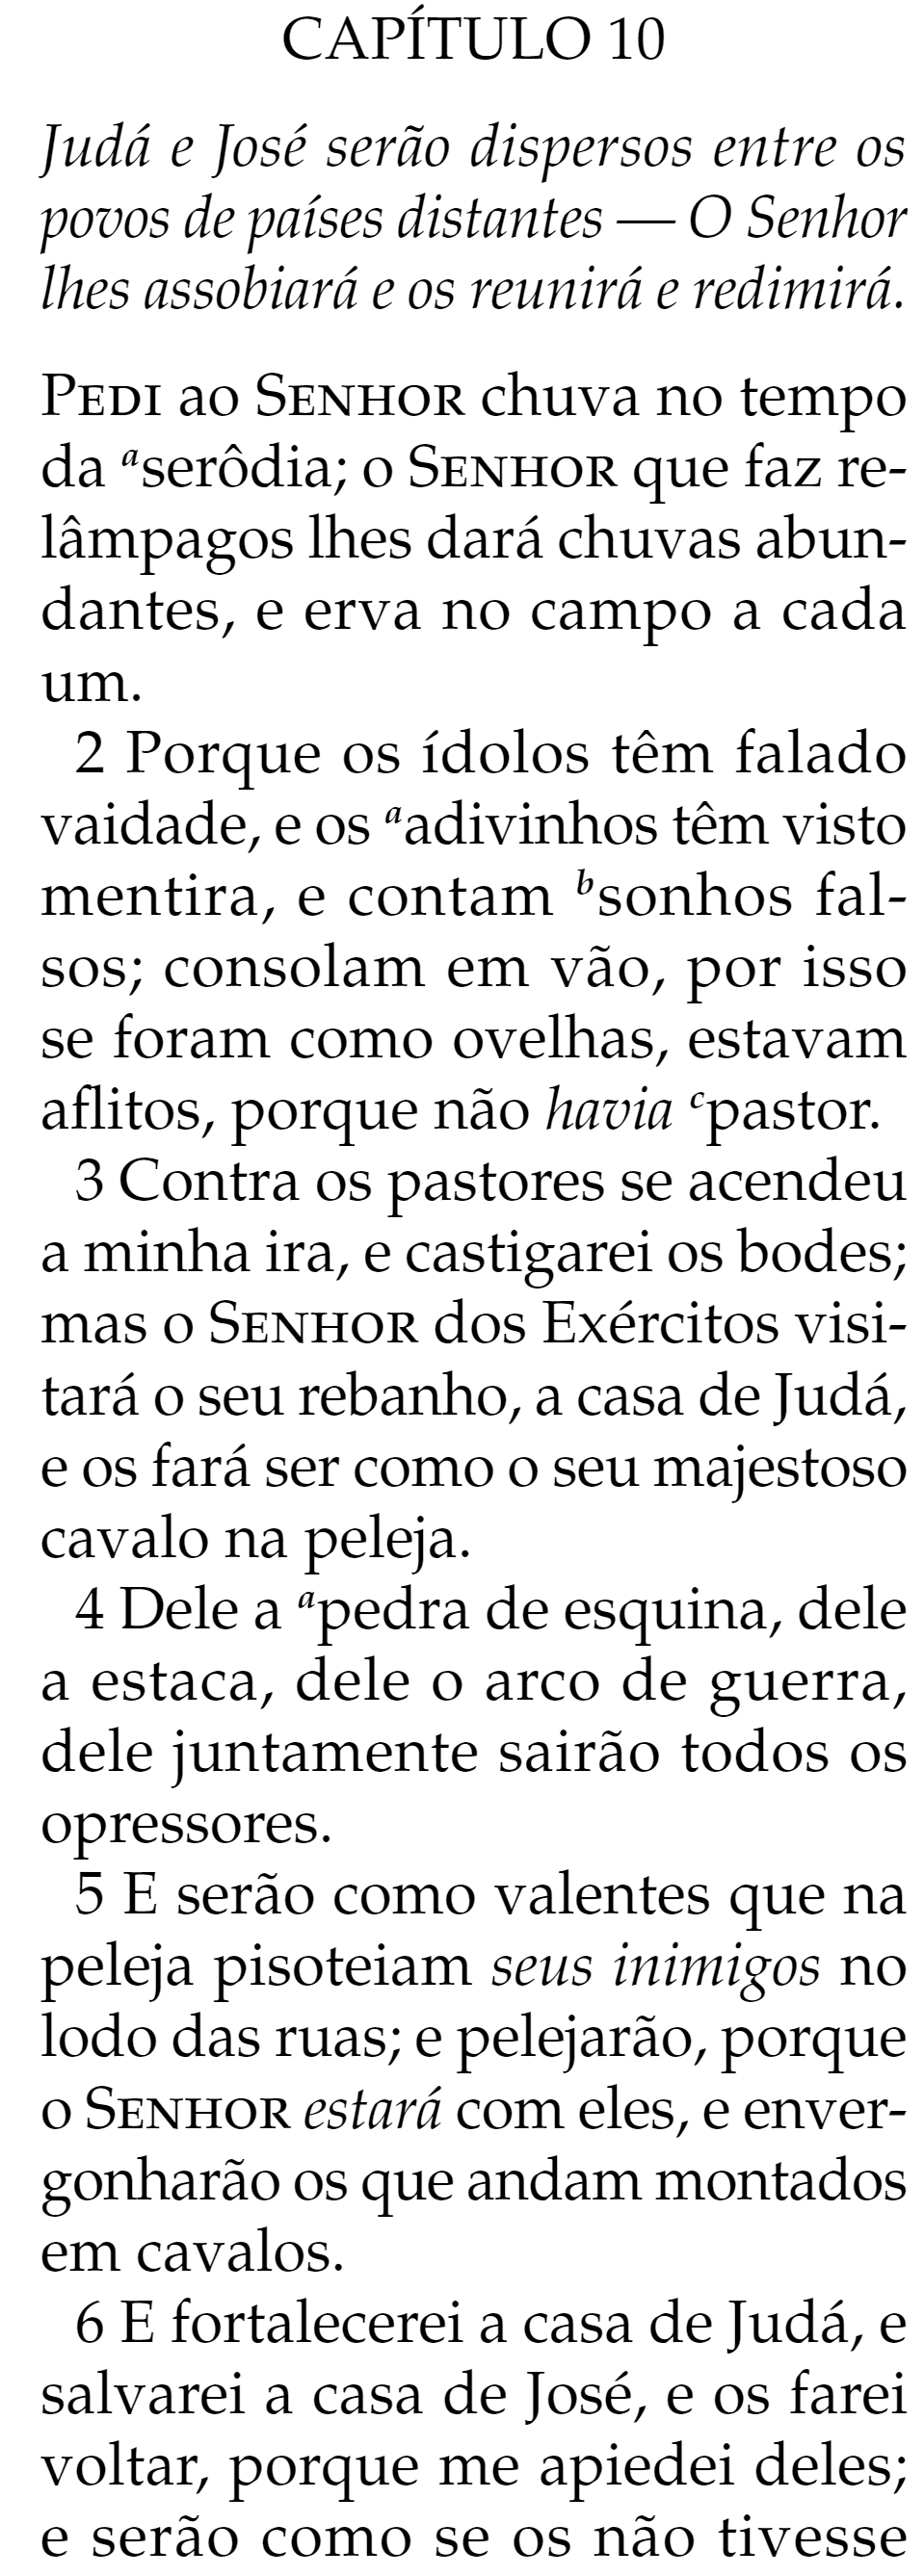 CAPÍTULO 10
Judá e José serão dispersos entre os
povos de países distantes — O Senhor
lhes assobiará e os reunirá e redimirá.
PEDI ao SENHOR chuva no tempo
da aserôdia; o SENHOR que faz re-
lâmpagos lhes dará chuvas abun-
dantes, e erva no campo a cada
um.
2 Porque os ídolos têm falado
vaidade, e os aadivinhos têm visto
mentira, e contam bsonhos fal-
sos; consolam em vão, por isso
se foram como ovelhas, estavam
aflitos, porque não havia cpastor.
3 Contra os pastores se acendeu
a minha ira, e castigarei os bodes;
mas o SENHOR dos Exércitos visi-
tará o seu rebanho, a casa de Judá,
e os fará ser como o seu majestoso
cavalo na peleja.
4 Dele a apedra de esquina, dele
a estaca, dele o arco de guerra,
dele juntamente sairão todos os
opressores.
5 E serão como valentes que na
peleja pisoteiam seus inimigos no
lodo das ruas; e pelejarão, porque
o SENHOR estará com eles, e enver-
gonharão os que andam montados
em cavalos.
6 E fortalecerei a casa de Judá, e
salvarei a casa de José, e os farei
voltar, porque me apiedei deles;
e serão como se os não tivesse